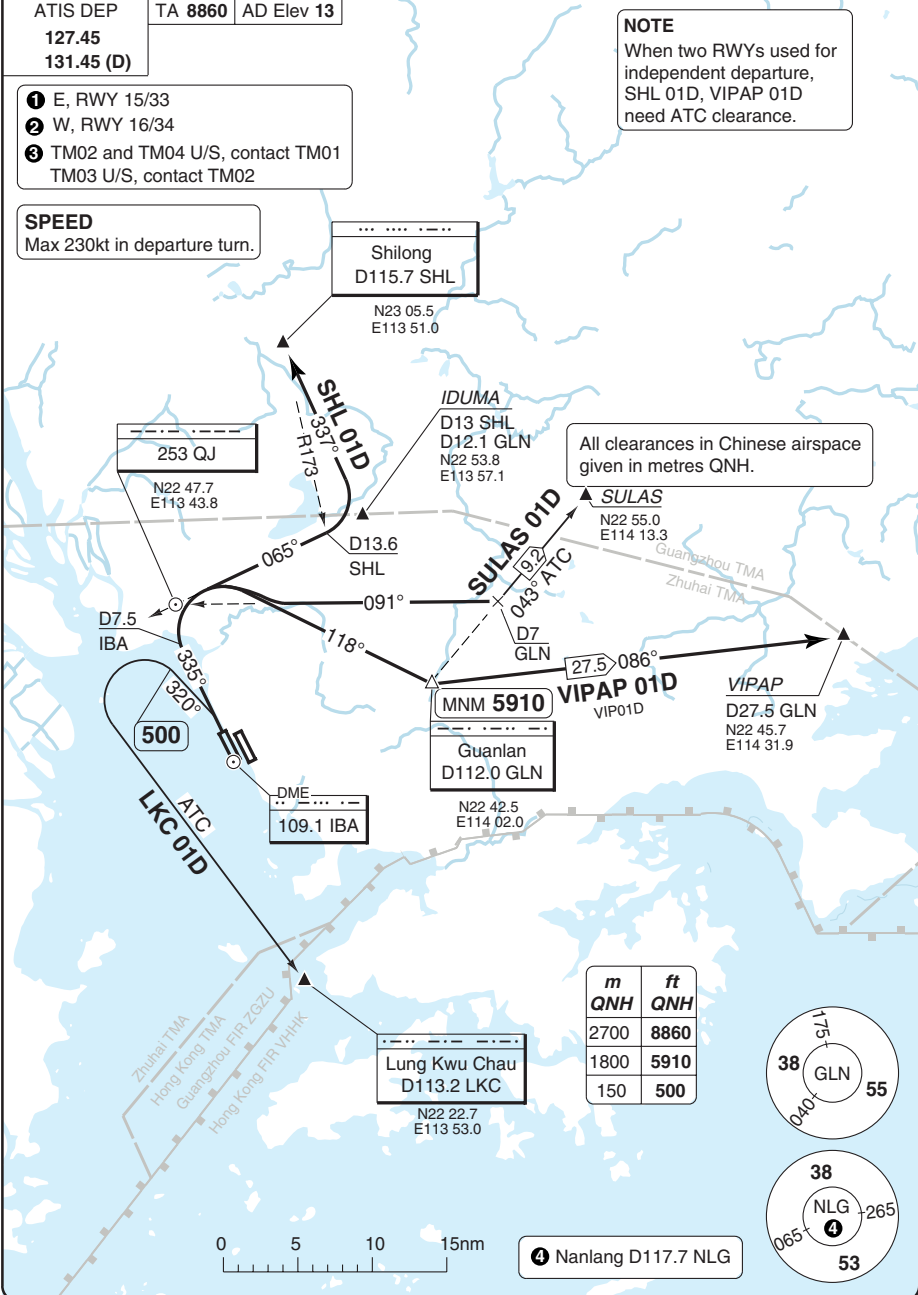 ATIS DEP
127.45
131.45 (D)
TA 8860
AD Elev 13
NOTE
When two RWYs used for
independent departure,
SHL 01D, VIPAP 01D
need ATC clearance.
❶ E, RWY 15/33
❷ W, RWY 16/34
❸ TM02 and TM04 U/S, contact TM01
TM03 U/S, contact TM02
SPEED
Max 230kt in departure turn.
Shilong
D115.7 SHL
N23 05.5
E113 51.0
SHL 01D
337°
R173
IDUMA
D13 SHL
D12.1 GLN
N22 53.8
E113 57.1
253 QJ
N22 47.7
E113 43.8
All clearances in Chinese airspace
given in metres QNH.
SULAS
N22 55.0
E114 13.3
SULAS 01D
9.2
043° ATC
Guangzhou TMA
Zhuhai TMA
D13.6
SHL
065°
091°
118°
D7.5
IBA
D7
GLN
335°
320°
500
27.5 086°
VIPAP 01D
VIP01D
VIPAP
D27.5 GLN
N22 45.7
E114 31.9
MNM 5910
Guanlan
D112.0 GLN
N22 42.5
E114 02.0
DME
109.1 IBA
ATC
LKC 01D
Zhuhai TMA
Hong Kong TMA
Guangzhou FIR ZGZU
Hong Kong FIR VHHK
Lung Kwu Chau
D113.2 LKC
N22 22.7
E113 53.0
m ft
QNH QNH
2700 8860
1800 5910
150 500
175
38 GLN 55
040
38
NLG 265
065 ❹
53
0 5 10 15nm
❹ Nanlang D117.7 NLG